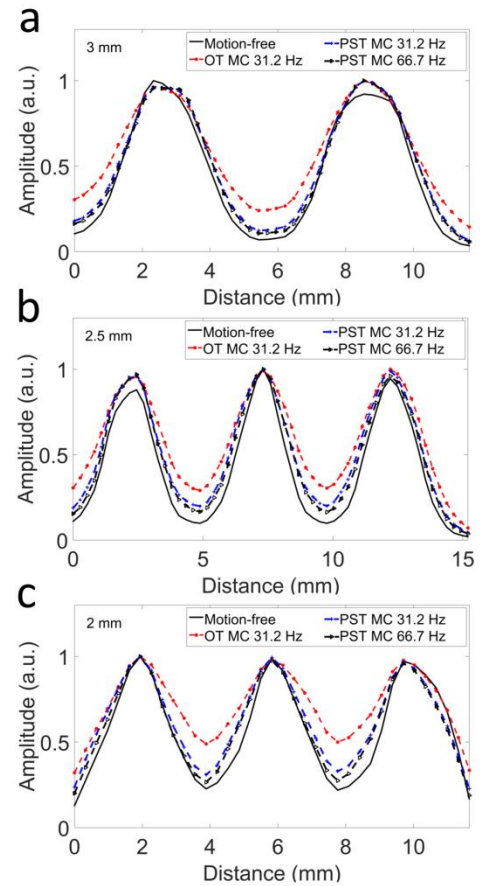 a
3 mm
Motion-free PST MC 31.2 Hz
OT MC 31.2 Hz PST MC 66.7 Hz
Amplitude (a.u.)
1
0.5
0
0 2 4 6 8 10
Distance (mm)
b
2.5 mm
Motion-free PST MC 31.2 Hz
OT MC 31.2 Hz PST MC 66.7 Hz
Amplitude (a.u.)
1
0.5
0
0 5 10 15
Distance (mm)
c
2 mm
Motion-free PST MC 31.2 Hz
OT MC 31.2 Hz PST MC 66.7 Hz
Amplitude (a.u.)
1
0.5
0
0 2 4 6 8 10
Distance (mm)